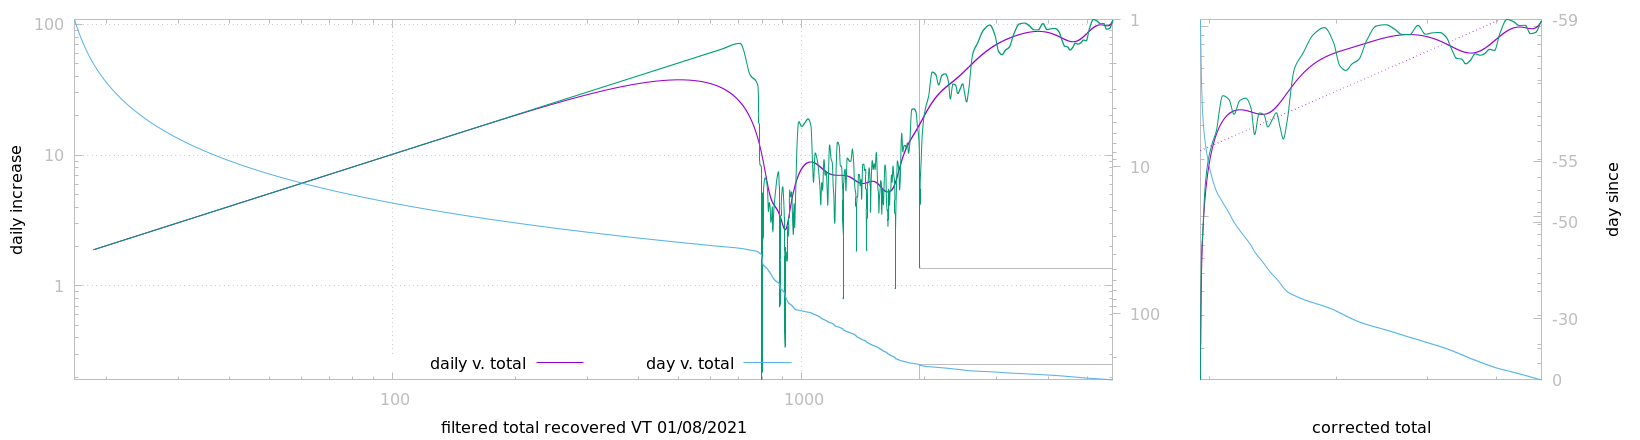 100
10
1
daily increase
daily v. total
day v. total
100
1000
filtered total recovered VT 01/08/2021
1
10
100
-59
-55
-50
-30
0
day since
corrected total